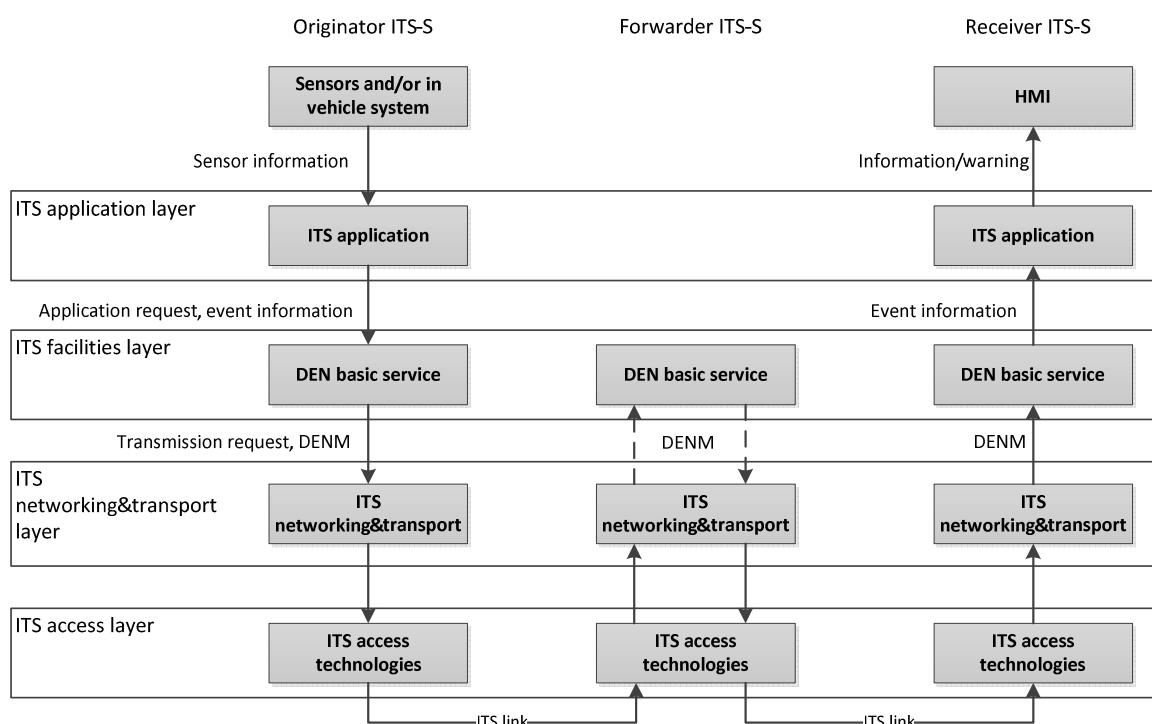 Originator ITS-S
Forwarder ITS-S
Receiver ITS-S
Sensors and/or in
vehicle system
HMI
Sensor information
Information/warning
ITS application layer
ITS application
ITS application
Application request, event information
Event information
ITS facilities layer
DEN basic service
DEN basic service
DEN basic service
Transmission request, DENM
DENM
DENM
ITS
networking&transport
layer
ITS
networking&transport
ITS
networking&transport
ITS
networking&transport
ITS access layer
ITS access
technologies
ITS access
technologies
ITS access
technologies
ITS link
ITS link